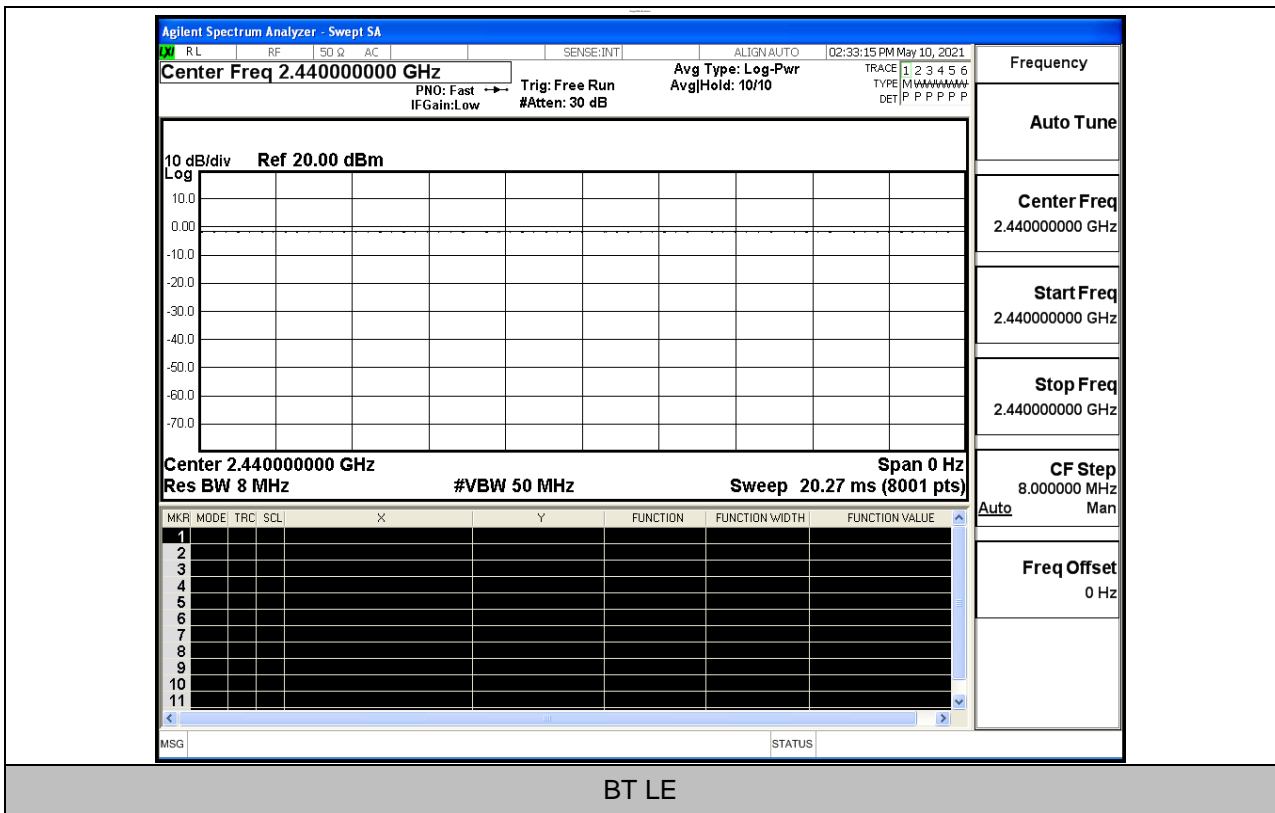 Agilent Spectrum Analyzer - Swept SA
LXI RL RF 50 Ω AC SENSE:INT ALIGN AUTO 02:33:15 PM May 10, 2021
Center Freq 2.440000000 GHz
PNO: Fast
IFGain:Low
Trig: Free Run
#Atten: 30 dB
Avg Type: Log-Pwr
Avg|Hold: 10/10
TRACE 1 2 3 4 5 6
TYPE M WWWWW
DET P P P P P P
10 dB/div Ref 20.00 dBm
Log
10.0
0.00
-10.0
-20.0
-30.0
-40.0
-50.0
-60.0
-70.0
Center 2.440000000 GHz Span 0 Hz
Res BW 8 MHz #VBW 50 MHz Sweep 20.27 ms (8001 pts)
MKR MODE TRC SCL X Y FUNCTION FUNCTION WIDTH FUNCTION VALUE
1
2
3
4
5
6
7
8
9
10
11
MSG STATUS
Frequency
Auto Tune
Center Freq
2.440000000 GHz
Start Freq
2.440000000 GHz
Stop Freq
2.440000000 GHz
CF Step
8.000000 MHz
Auto Man
Freq Offset
0 Hz
BT LE